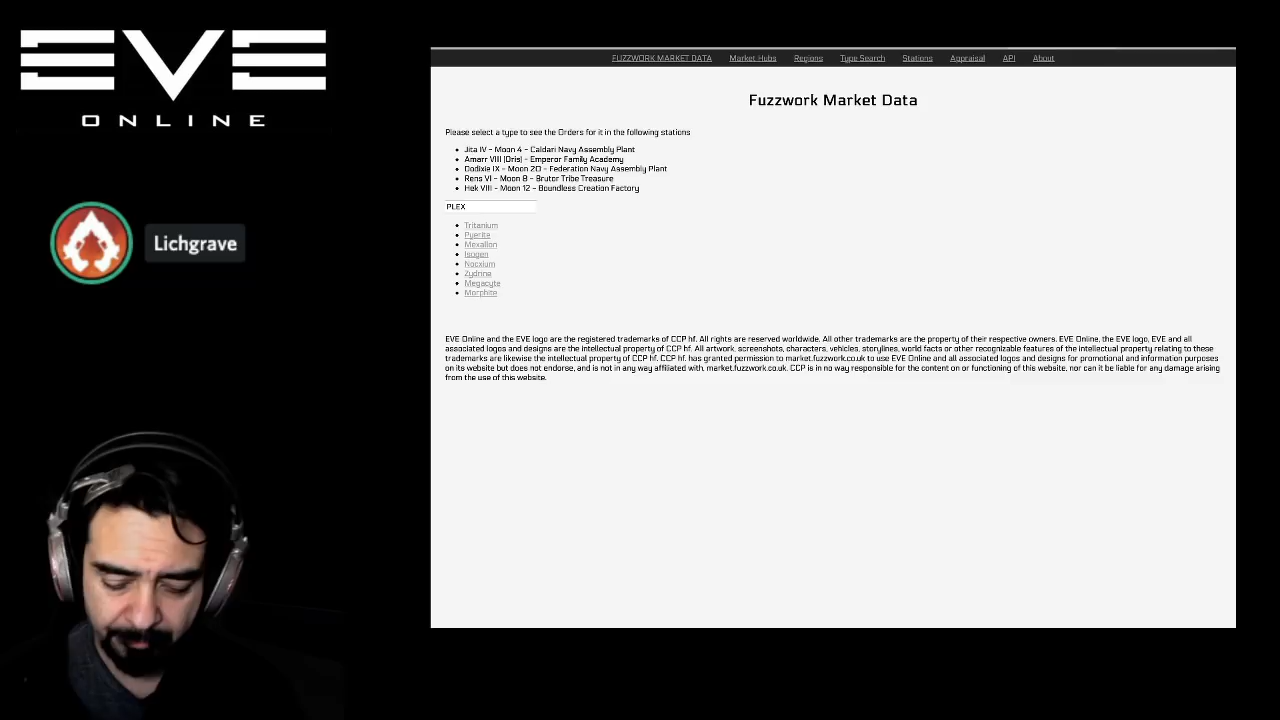 EVE
ONLINE
Lichgrave
FUZZWORK MARKET DATA Market Hubs Regions Type Search Stations Appraisal API About
Fuzzwork Market Data
Please select a type to see the Orders for it in the following stations
Jita IV - Moon 4 - Caldari Navy Assembly Plant
Amarr VIII (Oris) - Emperor Family Academy
Dodixie IX - Moon 20 - Federation Navy Assembly Plant
Rens VI - Moon 8 - Brutor Tribe Treasure
Hek VIII - Moon 12 - Boundless Creation Factory
PLEX
Tritanium
Pyerite
Mexallon
Isogen
Nocxium
Zydrine
Megacyte
Morphite
EVE Online and the EVE logo are the registered trademarks of CCP hf. All rights are reserved worldwide. All other trademarks are the property of their respective owners. EVE Online, the EVE logo, EVE and all
associated logos and designs are the intellectual property of CCP hf. All artwork, screenshots, characters, vehicles, storylines, world facts or other recognizable features of the intellectual property relating to these
trademarks are likewise the intellectual property of CCP hf. CCP hf. has granted permission to market.fuzzwork.co.uk to use EVE Online and all associated logos and designs for promotional and information purposes
on its website but does not endorse, and is not in any way affiliated with, market.fuzzwork.co.uk. CCP is in no way responsible for the content on or functioning of this website, nor can it be liable for any damage arising
from the use of this website.